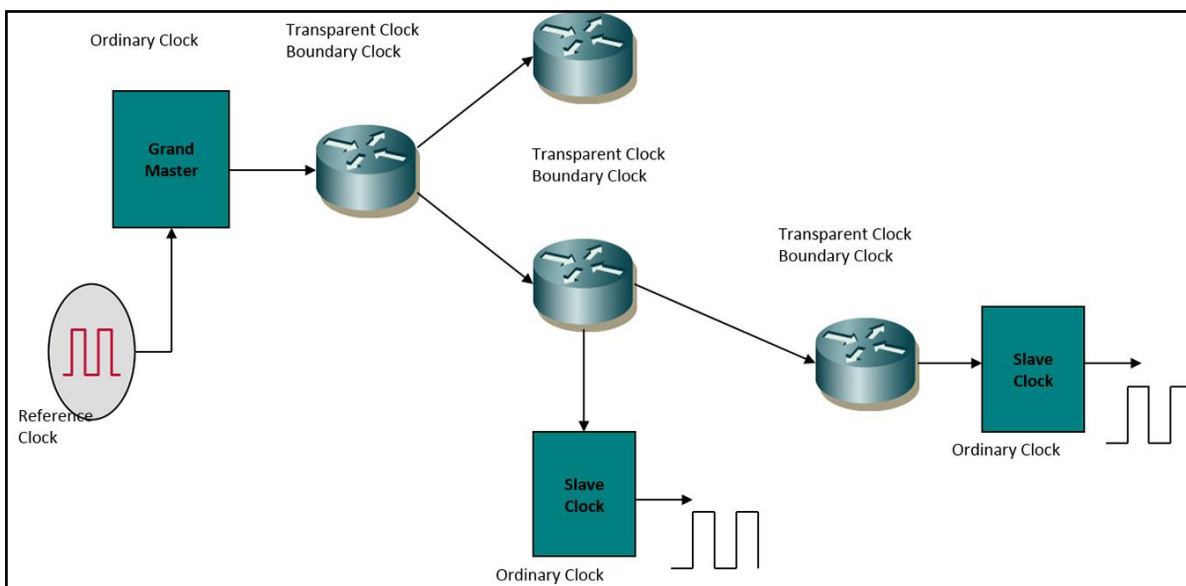 Ordinary Clock
Transparent Clock
Boundary Clock
Grand
Master
Transparent Clock
Boundary Clock
Transparent Clock
Boundary Clock
Reference
Clock
Slave
Clock
Ordinary Clock
Slave
Clock
Ordinary Clock